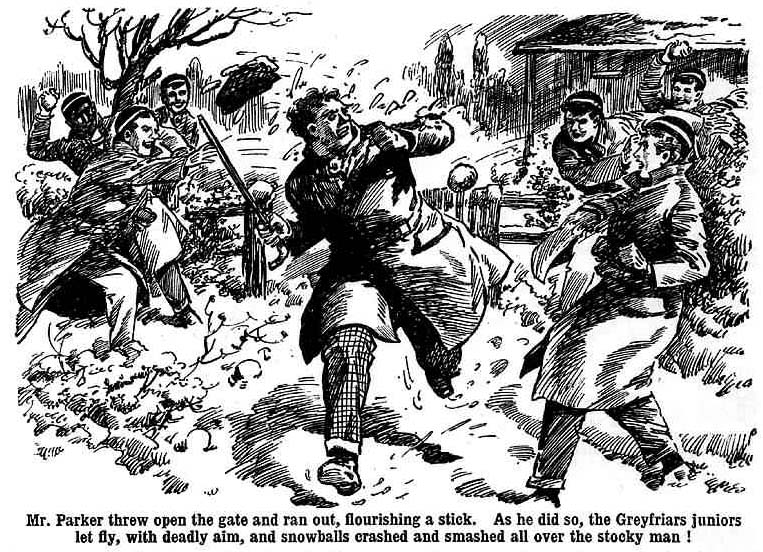 Mr. Parker threw open the gate and ran out, flourishing a stick. As he did so, the Greyfriars juniors
let fly, with deadly aim, and snowballs crashed and smashed all over the stocky man !